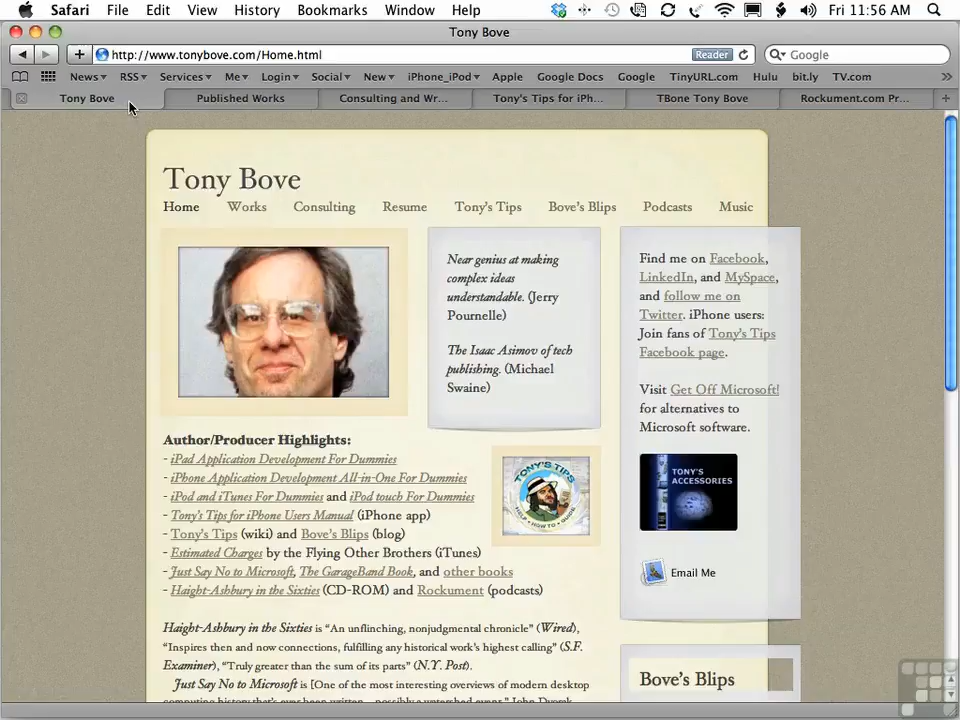 Safari File Edit View History Bookmarks Window Help Fri 11:56 AM
Tony Bove
http://www.tonybove.com/Home.html Reader Google
News RSS Services Me Login Social New iPhone_iPod Apple Google Docs Google TinyURL.com Hulu bit.ly TV.com
Tony Bove Published Works Consulting and Wr... Tony's Tips for iPh... TBone Tony Bove Rockument.com Pr...
Tony Bove
Home Works Consulting Resume Tony's Tips Bove's Blips Podcasts Music
Near genius at making
complex ideas
understandable. (Jerry
Pournelle)
The Isaac Asimov of tech
publishing. (Michael
Swaine)
Find me on Facebook,
LinkedIn, and MySpace,
and follow me on
Twitter. iPhone users:
Join fans of Tony's Tips
Facebook page.
Visit Get Off Microsoft!
for alternatives to
Microsoft software.
TONY'S
ACCESSORIES
Email Me
Author/Producer Highlights:
- iPad Application Development For Dummies
- iPhone Application Development All-in-One For Dummies
- iPod and iTunes For Dummies and iPod touch For Dummies
- Tony's Tips for iPhone Users Manual (iPhone app)
- Tony's Tips (wiki) and Bove's Blips (blog)
- Estimated Charges by the Flying Other Brothers (iTunes)
- Just Say No to Microsoft, The GarageBand Book, and other books
- Haight-Ashbury in the Sixties (CD-ROM) and Rockument (podcasts)
TONY'S TIPS
HELP • HOW TO • GUIDE
Haight-Ashbury in the Sixties is "An unflinching, nonjudgmental chronicle" (Wired),
"Inspires then and now connections, fulfilling any historical work's highest calling" (S.F.
Examiner), "Truly greater than the sum of its parts" (N.Y. Post).
Just Say No to Microsoft is [One of the most interesting overviews of modern desktop
Bove's Blips